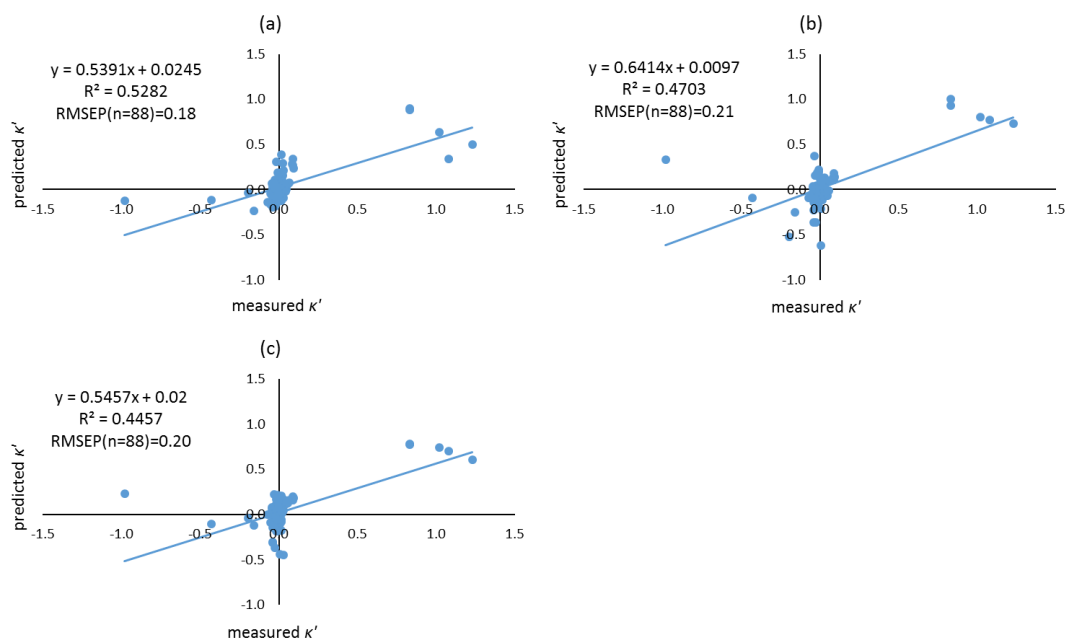 (a)
y = 0.5391x + 0.0245
R² = 0.5282
RMSEP(n=88)=0.18
predicted κ'
1.5
1.0
0.5
0.0
-0.5
-1.0
-1.5 -1.0 -0.5 0.0 0.5 1.0 1.5
measured κ'
(b)
y = 0.6414x + 0.0097
R² = 0.4703
RMSEP(n=88)=0.21
predicted κ'
1.5
1.0
0.5
0.0
-0.5
-1.0
-1.5 -1.0 -0.5 0.0 0.5 1.0 1.5
measured κ'
(c)
y = 0.5457x + 0.02
R² = 0.4457
RMSEP(n=88)=0.20
predicted κ'
1.5
1.0
0.5
0.0
-0.5
-1.0
-1.5 -1.0 -0.5 0.0 0.5 1.0 1.5
measured κ'